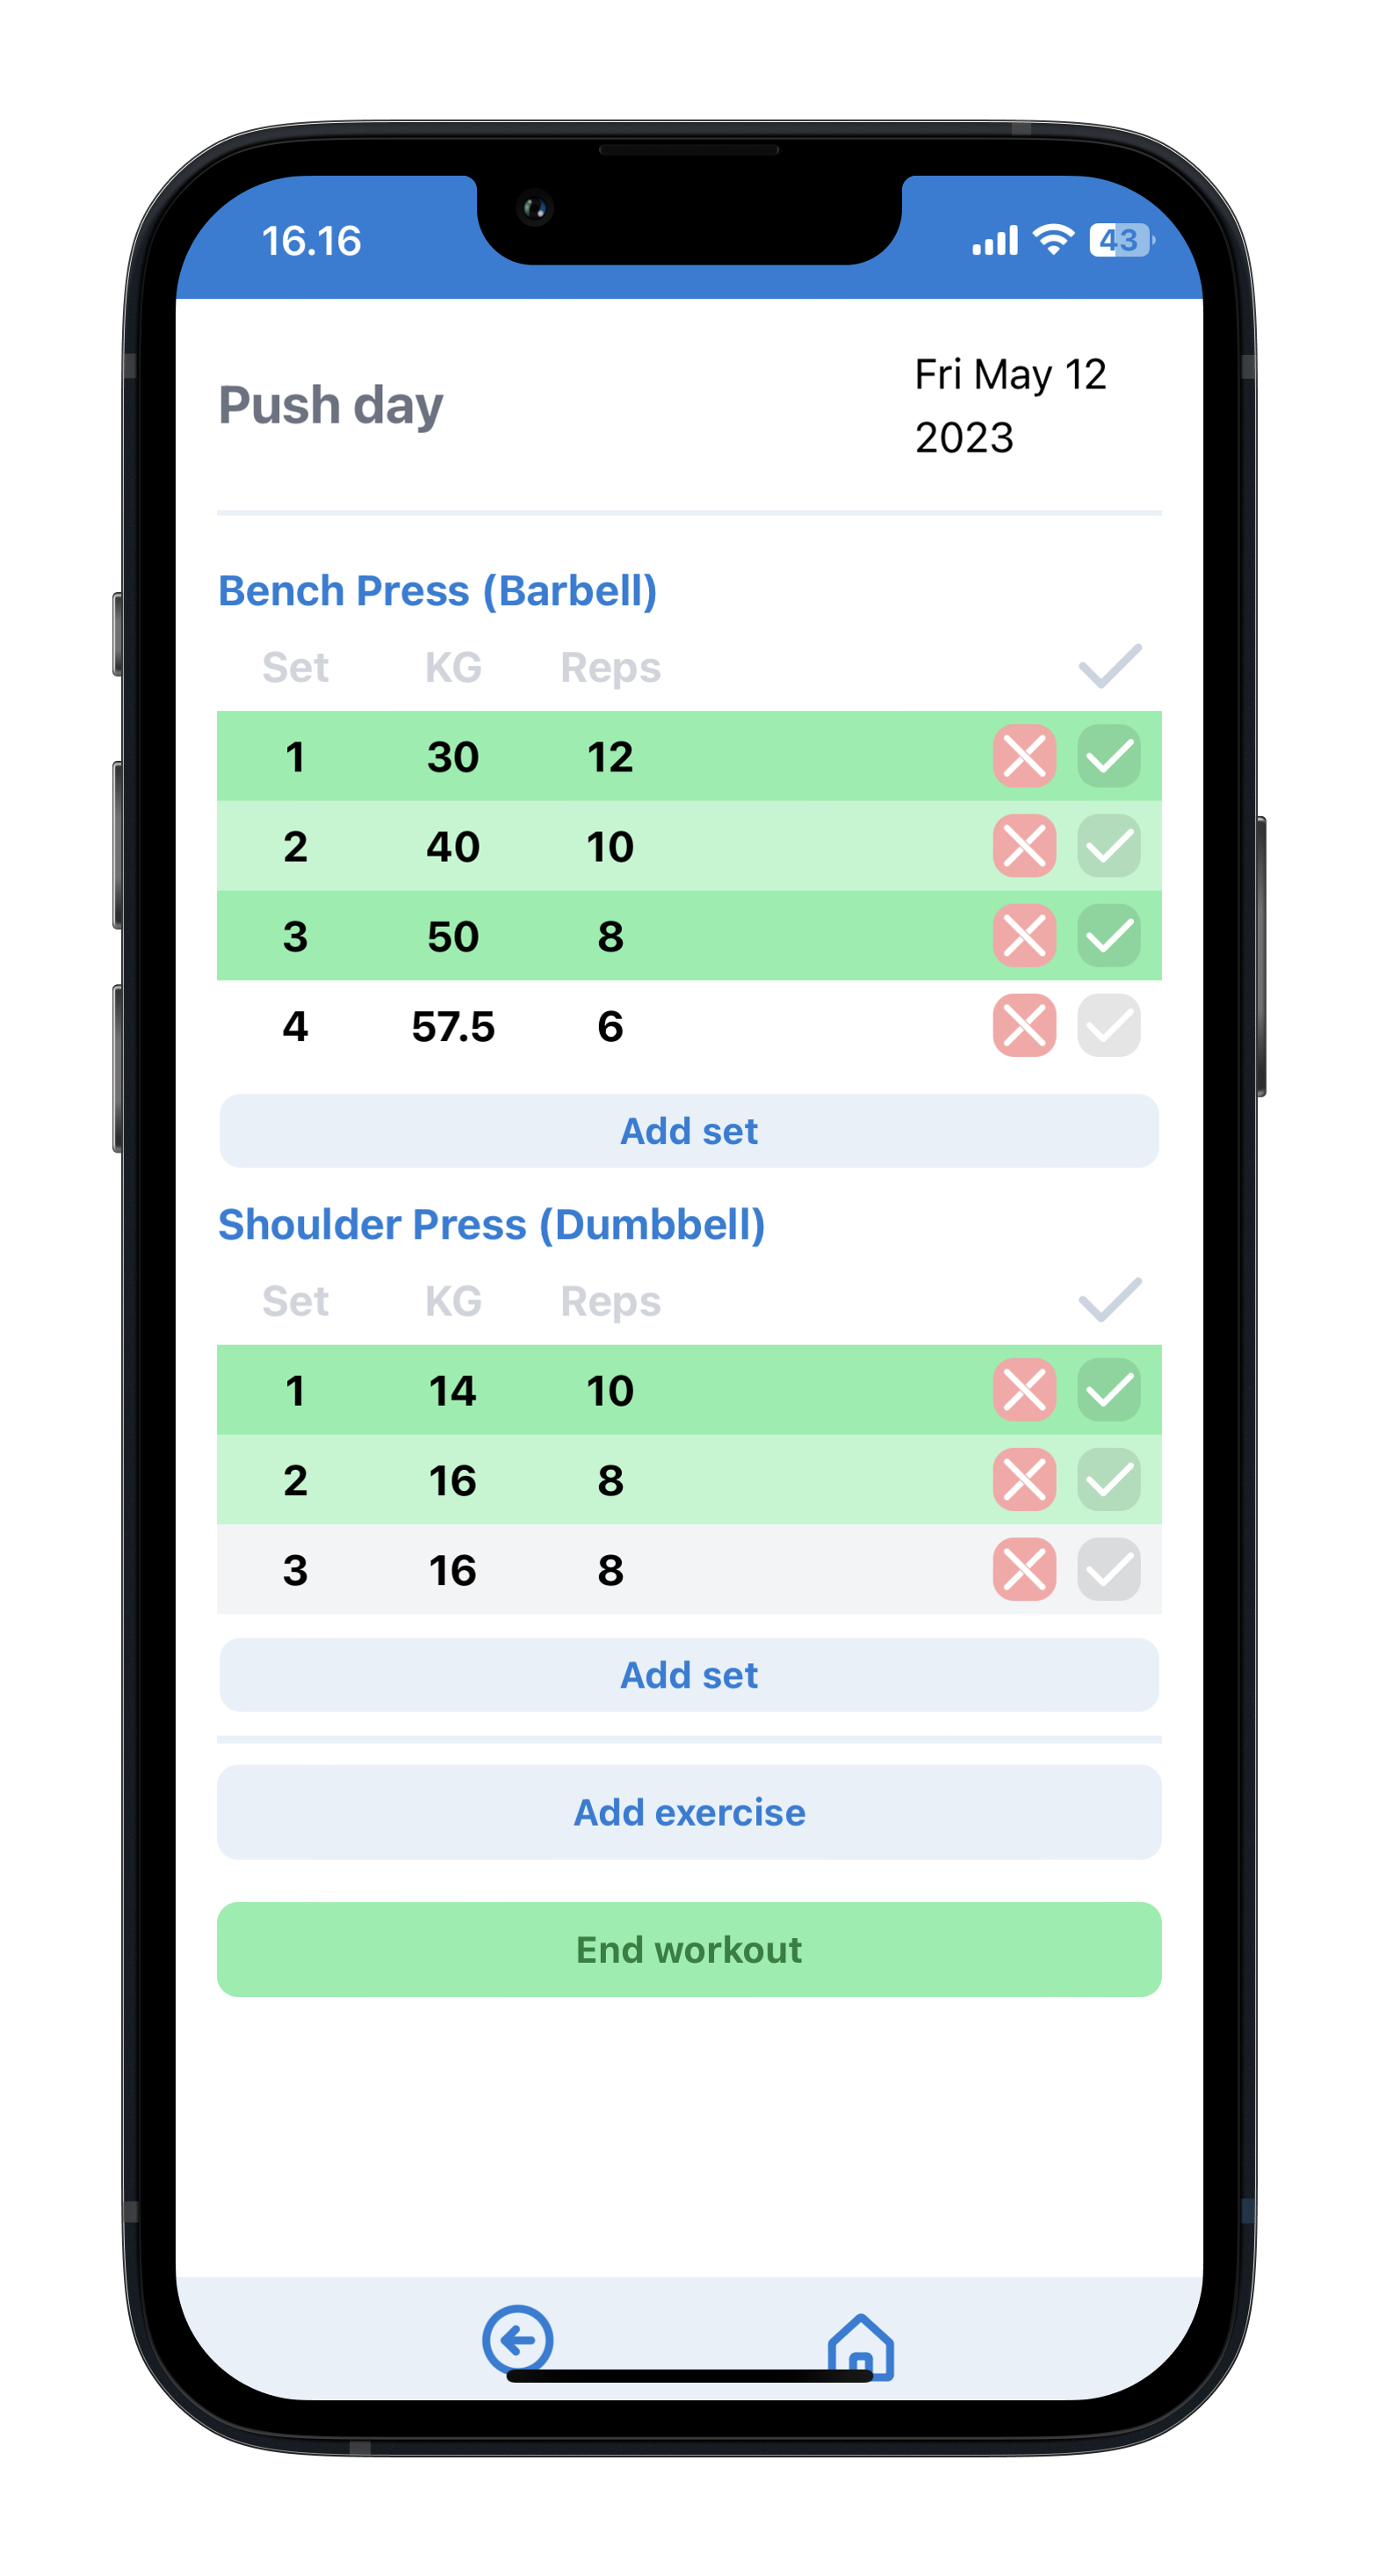 16.16
43
Push day
Fri May 12
2023
Bench Press (Barbell)
Set KG Reps
1 30 12
2 40 10
3 50 8
4 57.5 6
Add set
Shoulder Press (Dumbbell)
Set KG Reps
1 14 10
2 16 8
3 16 8
Add set
Add exercise
End workout